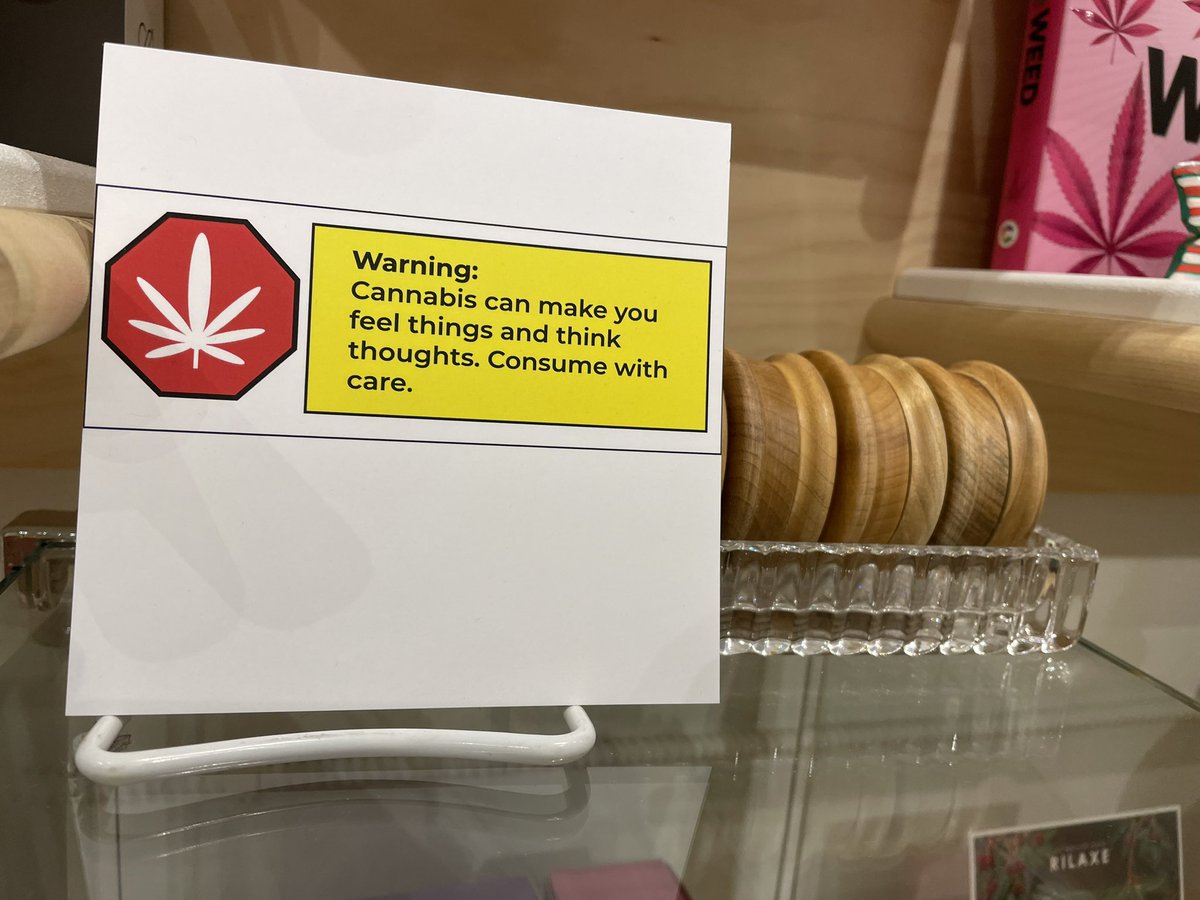 WEED
W
Warning:
Cannabis can make you
feel things and think
thoughts. Consume with
care.
RILAXE